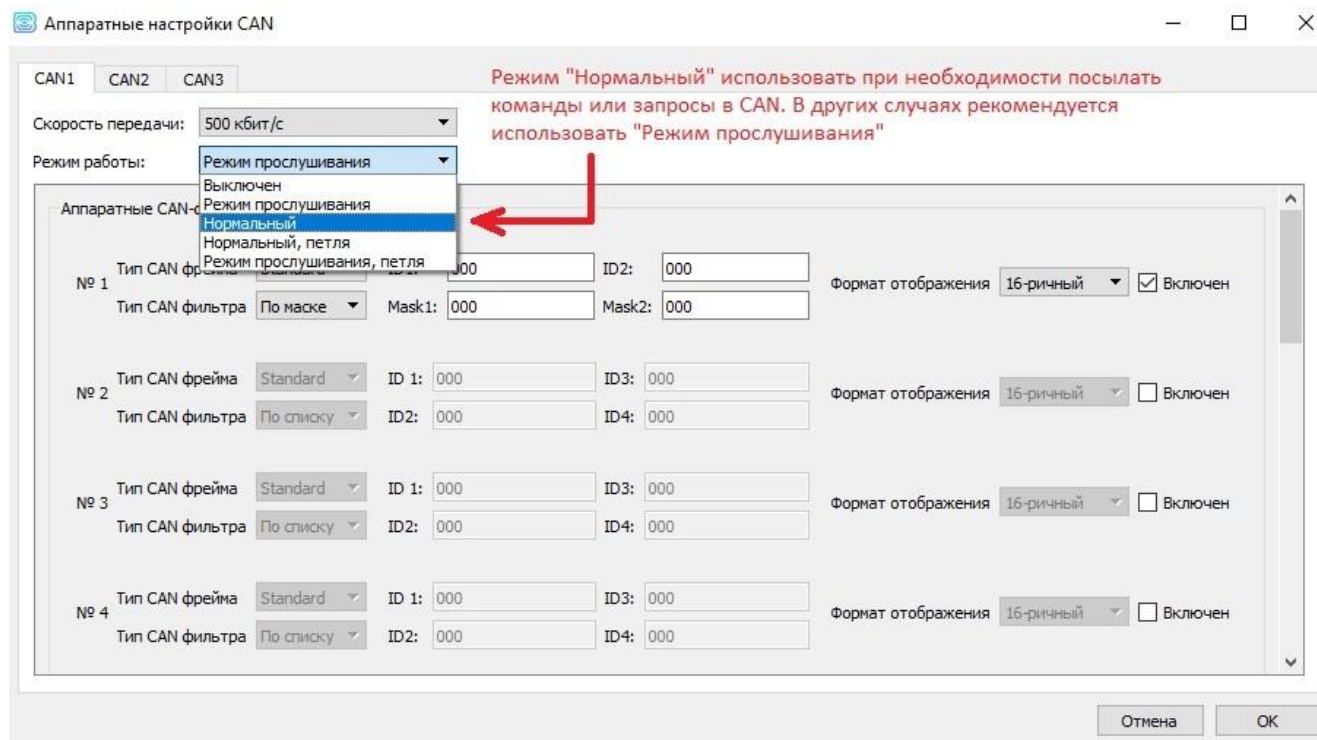 Аппаратные настройки CAN
CAN1 CAN2 CAN3
Режим "Нормальный" использовать при необходимости посылать
команды или запросы в CAN. В других случаях рекомендуется
использовать "Режим прослушивания"
Скорость передачи: 500 кбит/с
Режим работы: Режим прослушивания
Выключен
Режим прослушивания
Нормальный
Нормальный, петля
Режим прослушивания, петля
Аппаратные CAN-
№ 1
Тип CAN 000 ID2: 000
Тип CAN фильтра По маске Mask1: 000 Mask2: 000
Формат отображения 16-ричный Включен
№ 2
Тип CAN фрейма Standard ID 1: 000 ID3: 000
Тип CAN фильтра По списку ID2: 000 ID4: 000
Формат отображения 16-ричный Включен
№ 3
Тип CAN фрейма Standard ID 1: 000 ID3: 000
Тип CAN фильтра По списку ID2: 000 ID4: 000
Формат отображения 16-ричный Включен
№ 4
Тип CAN фрейма Standard ID 1: 000 ID3: 000
Тип CAN фильтра По списку ID2: 000 ID4: 000
Формат отображения 16-ричный Включен
Отмена OK